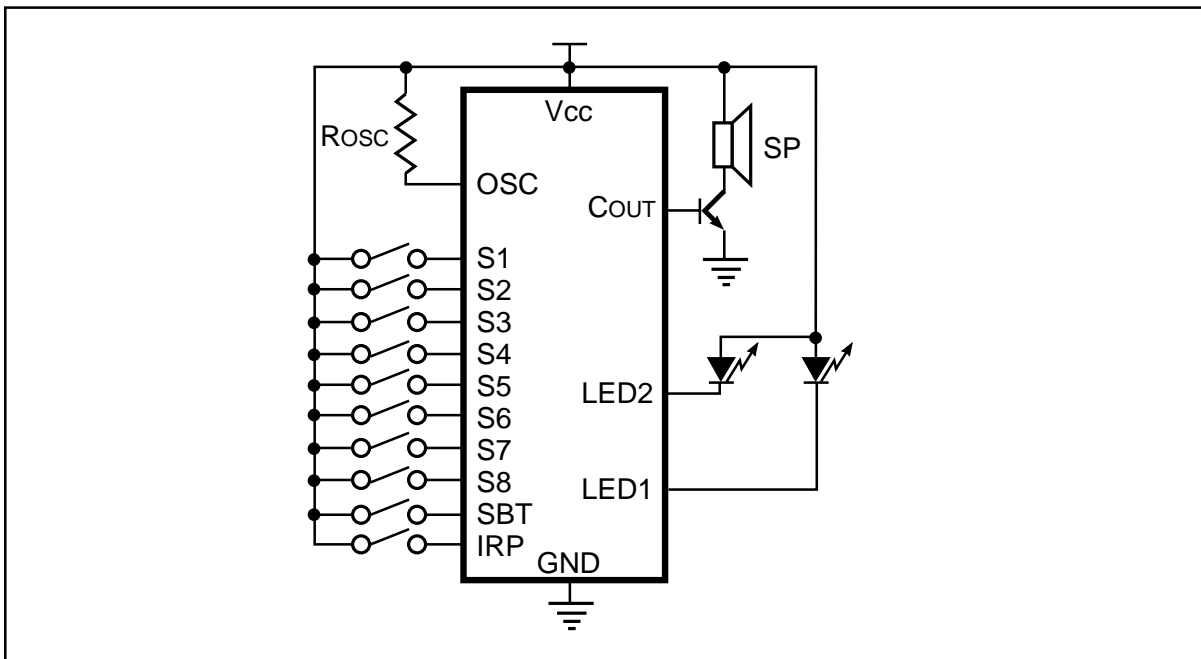 Vcc
ROSC
OSC
COUT
SP
S1
S2
S3
S4
S5
S6
S7
S8
SBT
IRP
LED2
LED1
GND